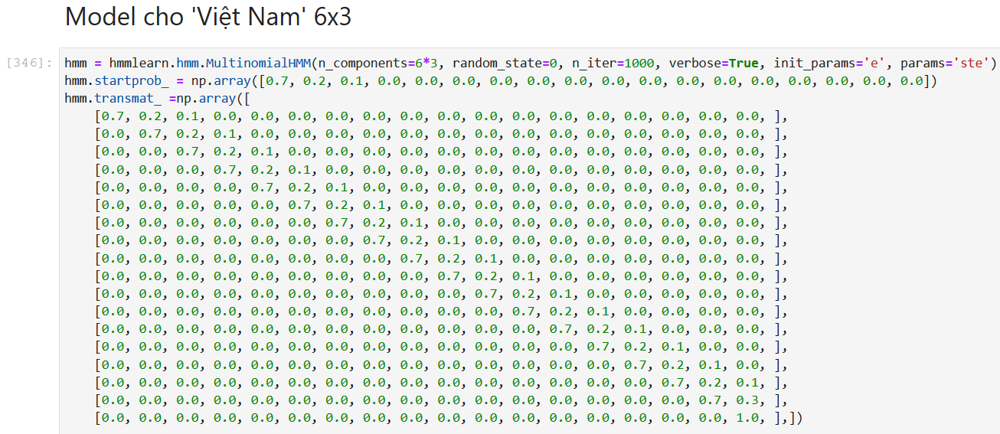 Model cho 'Việt Nam' 6x3
[346]: hmm = hmmlearn.hmm.MultinomialHMM(n_components=6*3, random_state=0, n_iter=1000, verbose=True, init_params='e', params='ste')
hmm.startprob_ = np.array([0.7, 0.2, 0.1, 0.0, 0.0, 0.0, 0.0, 0.0, 0.0, 0.0, 0.0, 0.0, 0.0, 0.0, 0.0, 0.0, 0.0, 0.0])
hmm.transmat_ =np.array([
[0.7, 0.2, 0.1, 0.0, 0.0, 0.0, 0.0, 0.0, 0.0, 0.0, 0.0, 0.0, 0.0, 0.0, 0.0, 0.0, 0.0, 0.0, ],
[0.0, 0.7, 0.2, 0.1, 0.0, 0.0, 0.0, 0.0, 0.0, 0.0, 0.0, 0.0, 0.0, 0.0, 0.0, 0.0, 0.0, 0.0, ],
[0.0, 0.0, 0.7, 0.2, 0.1, 0.0, 0.0, 0.0, 0.0, 0.0, 0.0, 0.0, 0.0, 0.0, 0.0, 0.0, 0.0, 0.0, ],
[0.0, 0.0, 0.0, 0.7, 0.2, 0.1, 0.0, 0.0, 0.0, 0.0, 0.0, 0.0, 0.0, 0.0, 0.0, 0.0, 0.0, 0.0, ],
[0.0, 0.0, 0.0, 0.0, 0.7, 0.2, 0.1, 0.0, 0.0, 0.0, 0.0, 0.0, 0.0, 0.0, 0.0, 0.0, 0.0, 0.0, ],
[0.0, 0.0, 0.0, 0.0, 0.0, 0.7, 0.2, 0.1, 0.0, 0.0, 0.0, 0.0, 0.0, 0.0, 0.0, 0.0, 0.0, 0.0, ],
[0.0, 0.0, 0.0, 0.0, 0.0, 0.0, 0.7, 0.2, 0.1, 0.0, 0.0, 0.0, 0.0, 0.0, 0.0, 0.0, 0.0, 0.0, ],
[0.0, 0.0, 0.0, 0.0, 0.0, 0.0, 0.0, 0.7, 0.2, 0.1, 0.0, 0.0, 0.0, 0.0, 0.0, 0.0, 0.0, 0.0, ],
[0.0, 0.0, 0.0, 0.0, 0.0, 0.0, 0.0, 0.0, 0.7, 0.2, 0.1, 0.0, 0.0, 0.0, 0.0, 0.0, 0.0, 0.0, ],
[0.0, 0.0, 0.0, 0.0, 0.0, 0.0, 0.0, 0.0, 0.0, 0.7, 0.2, 0.1, 0.0, 0.0, 0.0, 0.0, 0.0, 0.0, ],
[0.0, 0.0, 0.0, 0.0, 0.0, 0.0, 0.0, 0.0, 0.0, 0.0, 0.7, 0.2, 0.1, 0.0, 0.0, 0.0, 0.0, 0.0, ],
[0.0, 0.0, 0.0, 0.0, 0.0, 0.0, 0.0, 0.0, 0.0, 0.0, 0.0, 0.7, 0.2, 0.1, 0.0, 0.0, 0.0, 0.0, ],
[0.0, 0.0, 0.0, 0.0, 0.0, 0.0, 0.0, 0.0, 0.0, 0.0, 0.0, 0.0, 0.7, 0.2, 0.1, 0.0, 0.0, 0.0, ],
[0.0, 0.0, 0.0, 0.0, 0.0, 0.0, 0.0, 0.0, 0.0, 0.0, 0.0, 0.0, 0.0, 0.7, 0.2, 0.1, 0.0, 0.0, ],
[0.0, 0.0, 0.0, 0.0, 0.0, 0.0, 0.0, 0.0, 0.0, 0.0, 0.0, 0.0, 0.0, 0.0, 0.7, 0.2, 0.1, 0.0, ],
[0.0, 0.0, 0.0, 0.0, 0.0, 0.0, 0.0, 0.0, 0.0, 0.0, 0.0, 0.0, 0.0, 0.0, 0.0, 0.7, 0.2, 0.1, ],
[0.0, 0.0, 0.0, 0.0, 0.0, 0.0, 0.0, 0.0, 0.0, 0.0, 0.0, 0.0, 0.0, 0.0, 0.0, 0.0, 0.7, 0.3, ],
[0.0, 0.0, 0.0, 0.0, 0.0, 0.0, 0.0, 0.0, 0.0, 0.0, 0.0, 0.0, 0.0, 0.0, 0.0, 0.0, 0.0, 1.0, ],])